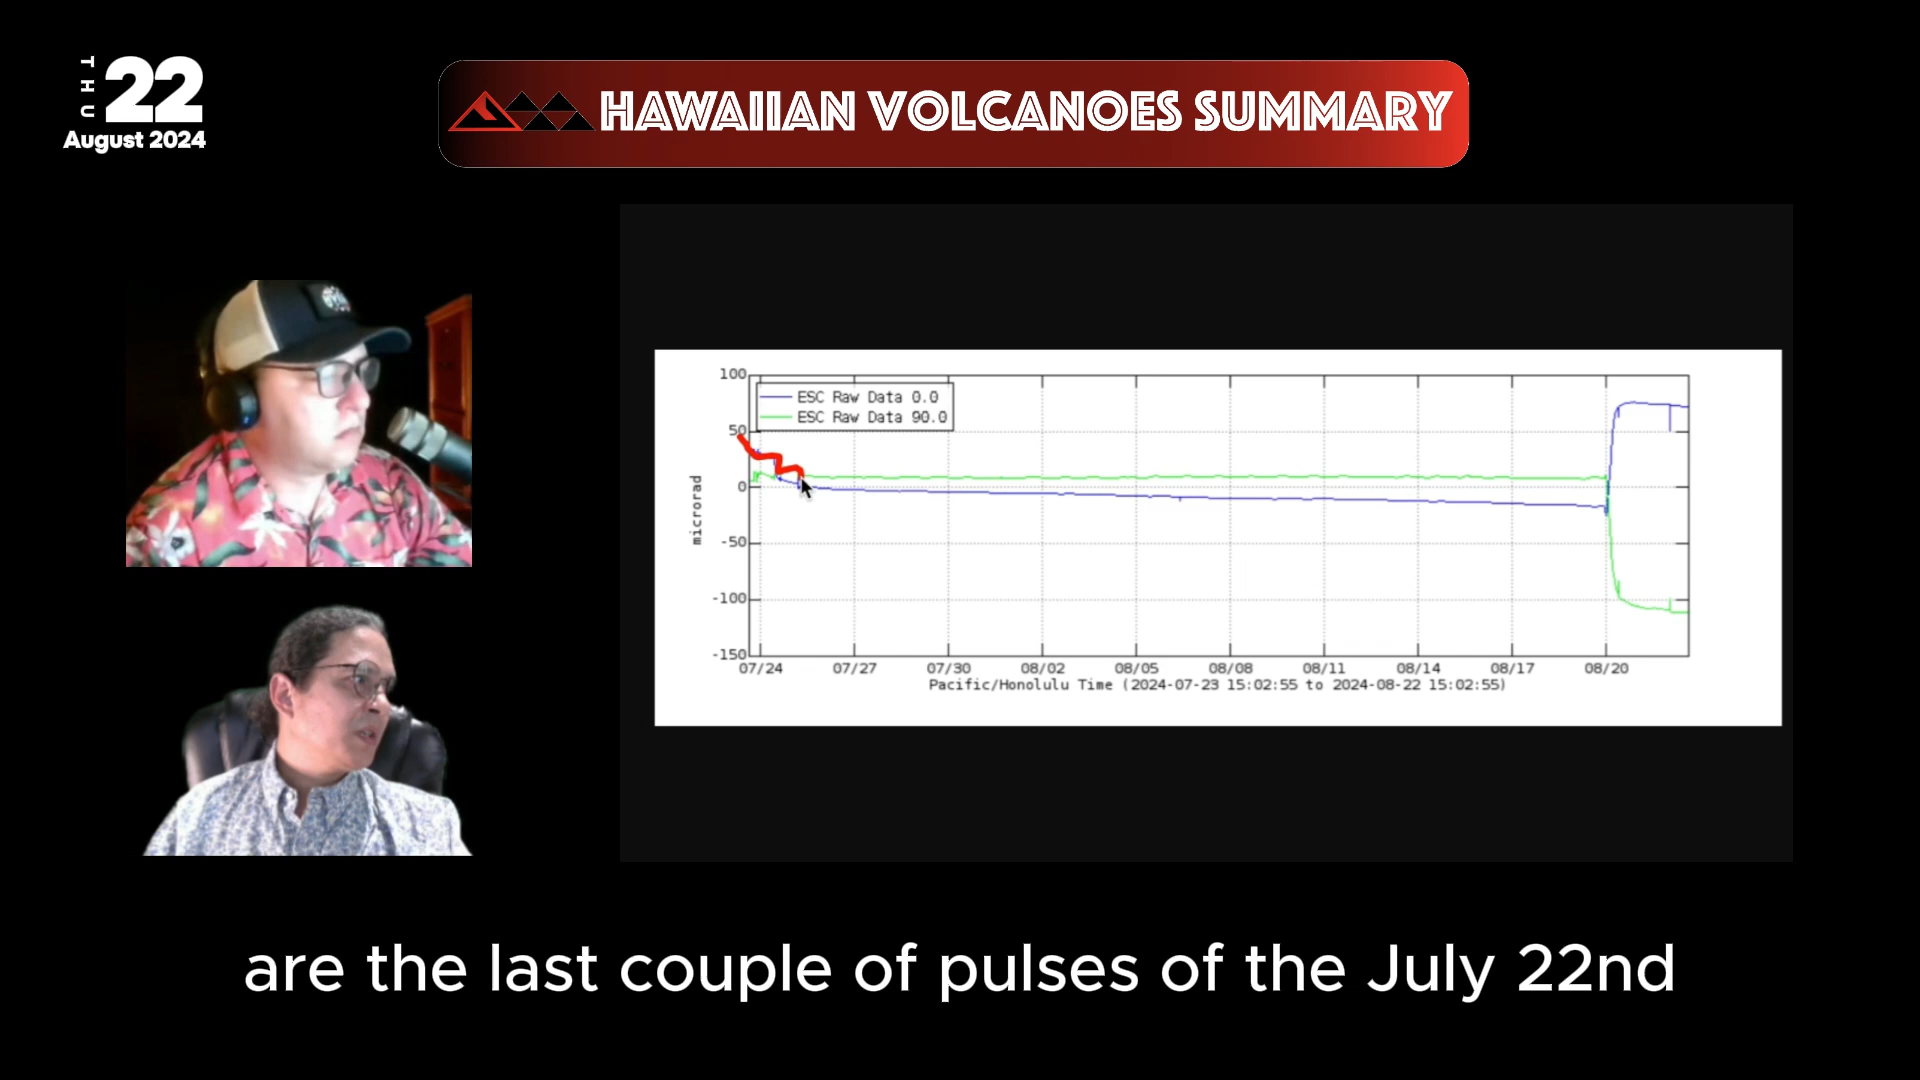 THU
22
August 2024
HAWAIIAN VOLCANOES SUMMARY
100
50
0
-50
-100
-150
microrad
ESC Raw Data 0.0
ESC Raw Data 90.0
07/24 07/27 07/30 08/02 08/05 08/08 08/11 08/14 08/17 08/20
Pacific/Honolulu Time (2024-07-23 15:02:55 to 2024-08-22 15:02:55)
are the last couple of pulses of the July 22nd